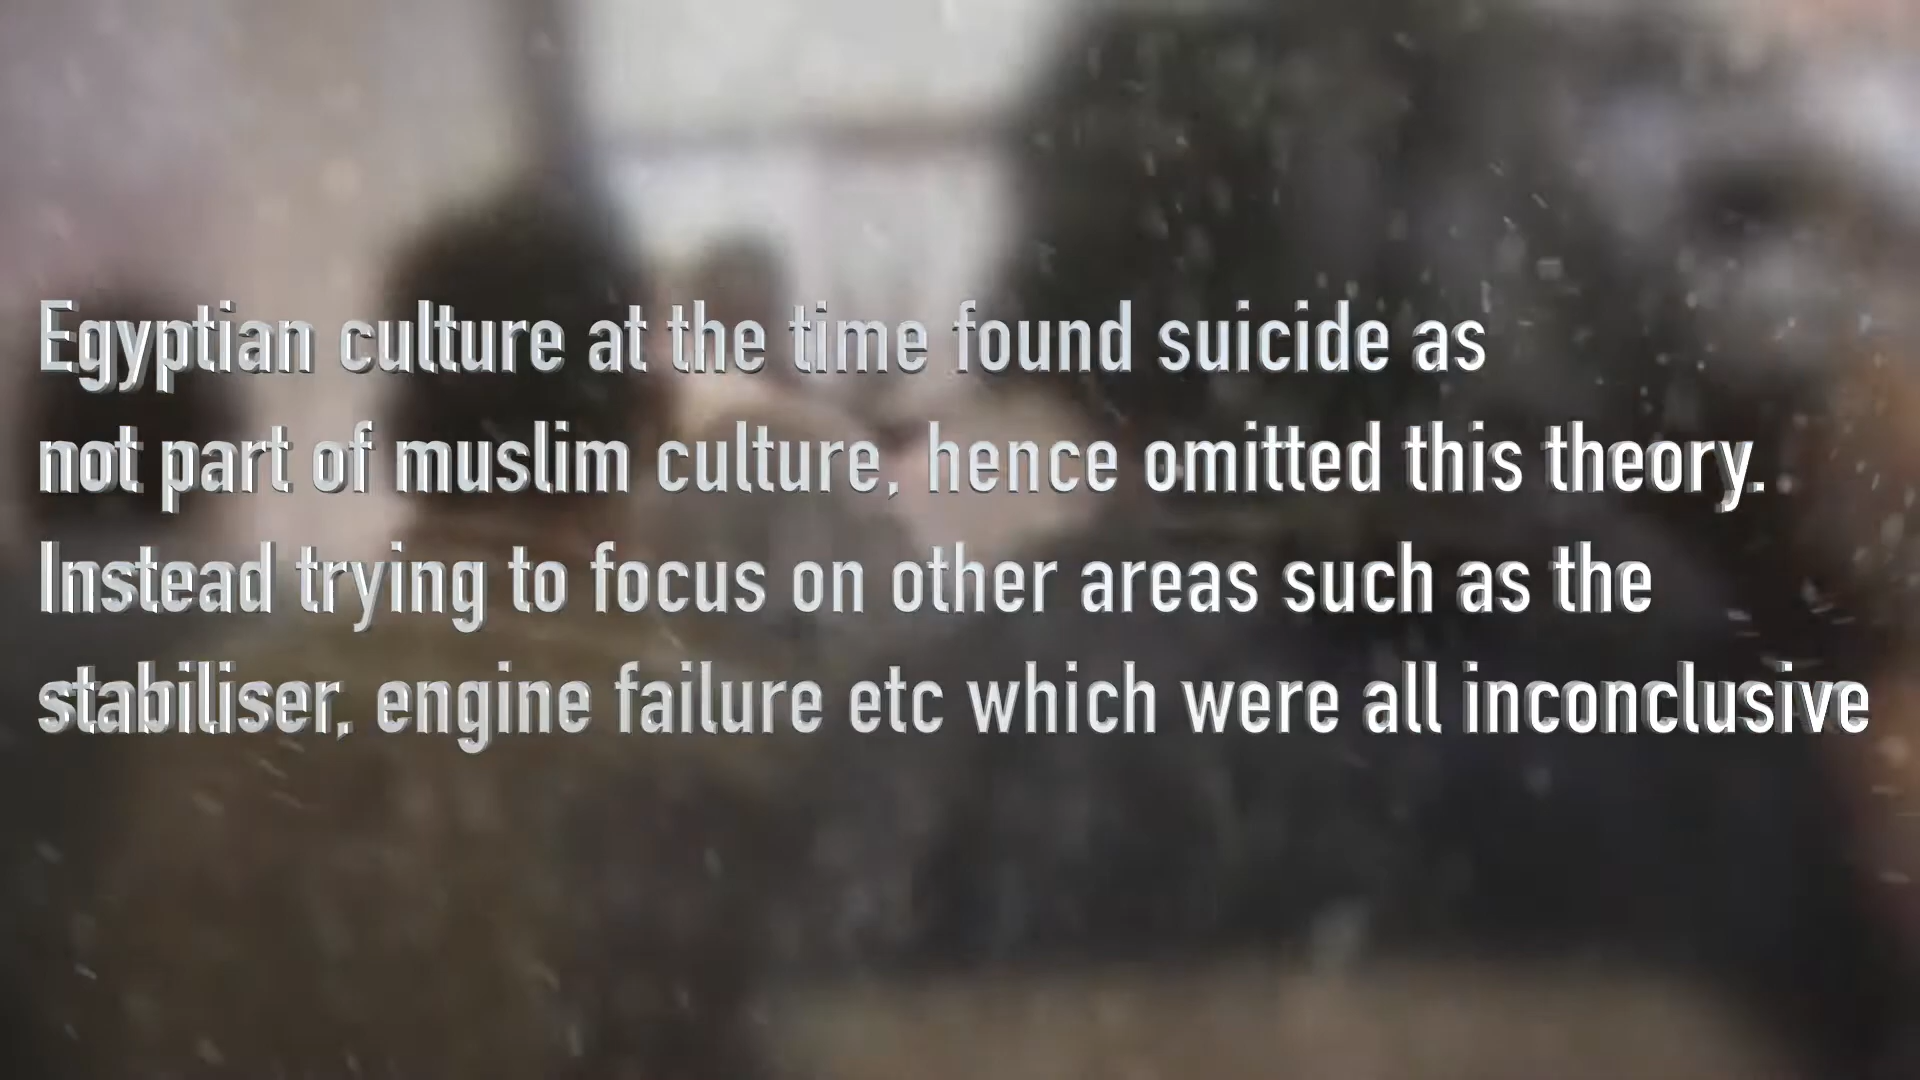 Egyptian culture at the time found suicide as
not part of muslim culture, hence omitted this theory.
Instead trying to focus on other areas such as the
stabiliser, engine failure etc which were all inconclusive